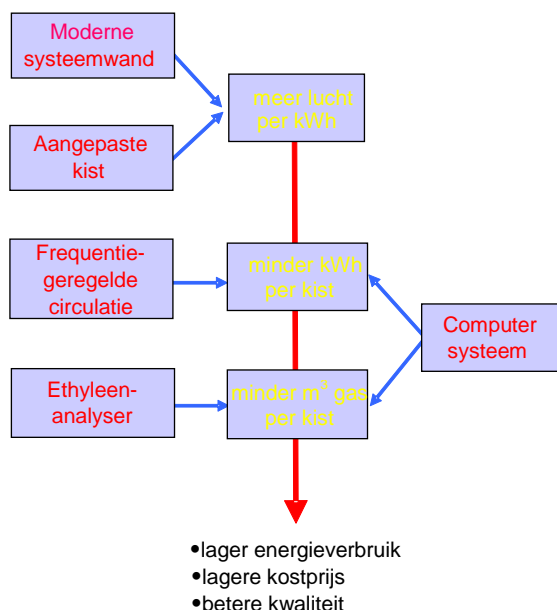 Moderne
systeemwand
meer lucht
per kWh
Aangepaste
kist
Frequentie-
geregelde
circulatie
minder kWh
per kist
Computer
systeem
Ethyleen-
analyser
minder m³ gas
per kist
•lager energieverbruik
•lagere kostprijs
•betere kwaliteit